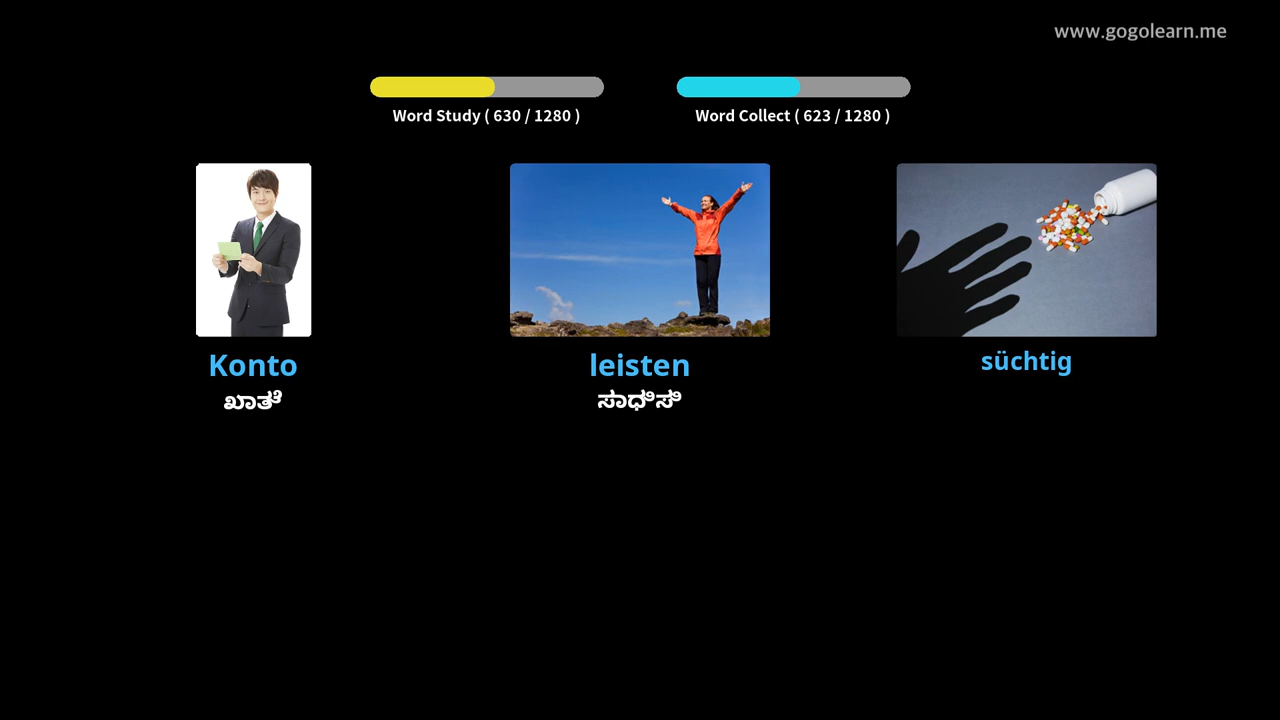 www.gogolearn.me
Word Study ( 630 / 1280 )
Word Collect ( 623 / 1280 )
Konto
ಖಾತೆ
leisten
ಸಾಧಿಸಿ
süchtig